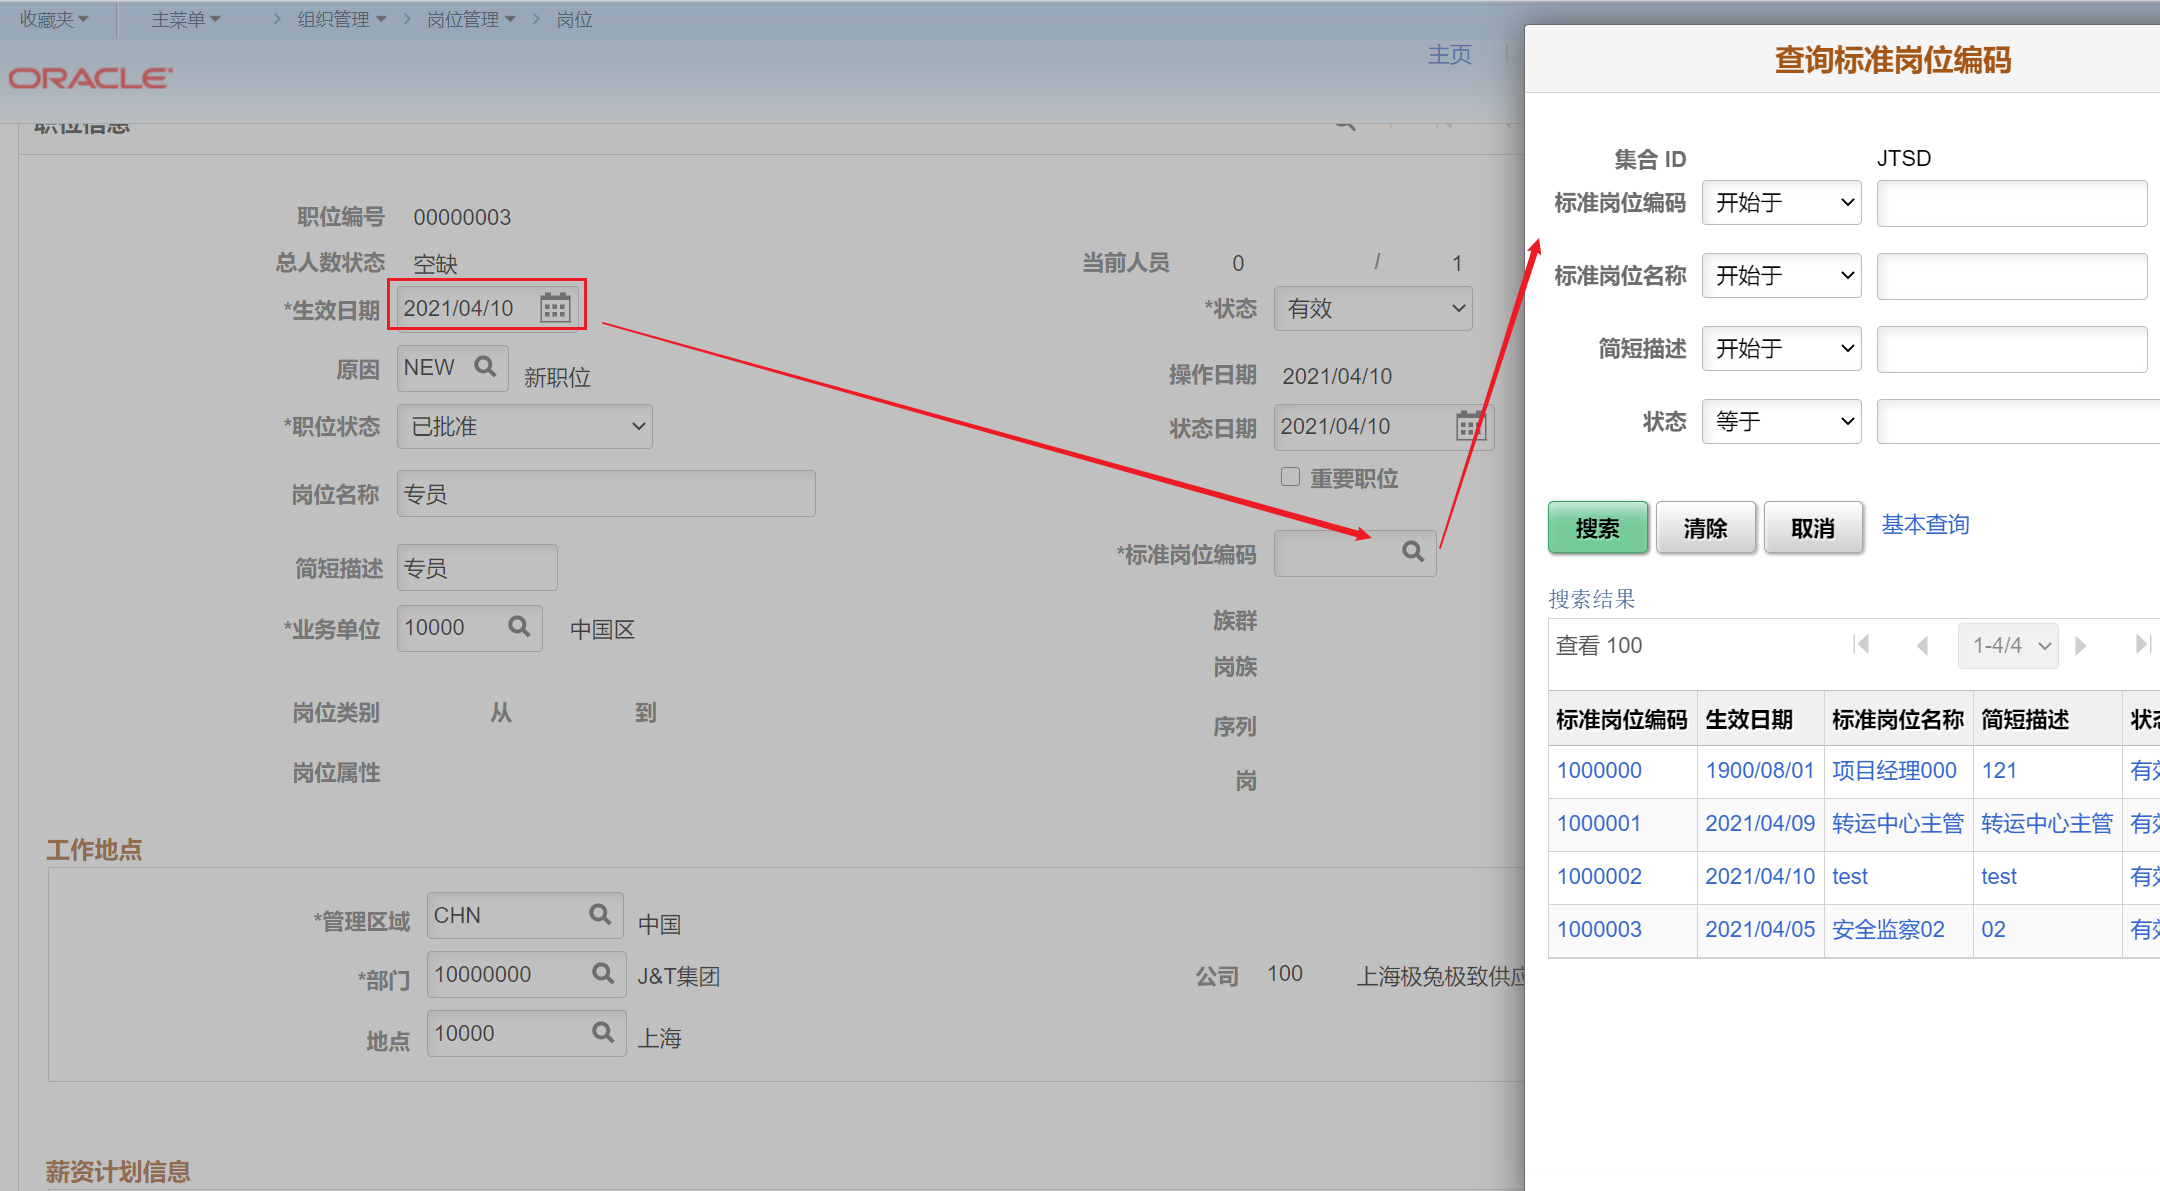 收藏夹 主菜单 > 组织管理 > 岗位管理 > 岗位
ORACLE
主页
职位信息
职位编号 00000003
总人数状态 空缺 当前人员 0 / 1
*生效日期 2021/04/10 *状态 有效
原因 NEW 新职位 操作日期 2021/04/10
*职位状态 已批准 状态日期 2021/04/10
重要职位
岗位名称 专员
*标准岗位编码
简短描述 专员
*业务单位 10000 中国区 族群
岗族
岗位类别 从 到 序列
岗位属性 岗
工作地点
*管理区域 CHN 中国
*部门 10000000 J&T集团 公司 100 上海极兔极致供应
地点 10000 上海
薪资计划信息
查询标准岗位编码
集合 ID JTSD
标准岗位编码 开始于
标准岗位名称 开始于
简短描述 开始于
状态 等于
搜索 清除 取消 基本查询
搜索结果
查看 100 1-4/4
标准岗位编码 生效日期 标准岗位名称 简短描述 状态
1000000 1900/08/01 项目经理000 121 有效
1000001 2021/04/09 转运中心主管 转运中心主管 有效
1000002 2021/04/10 test test 有效
1000003 2021/04/05 安全监察02 02 有效